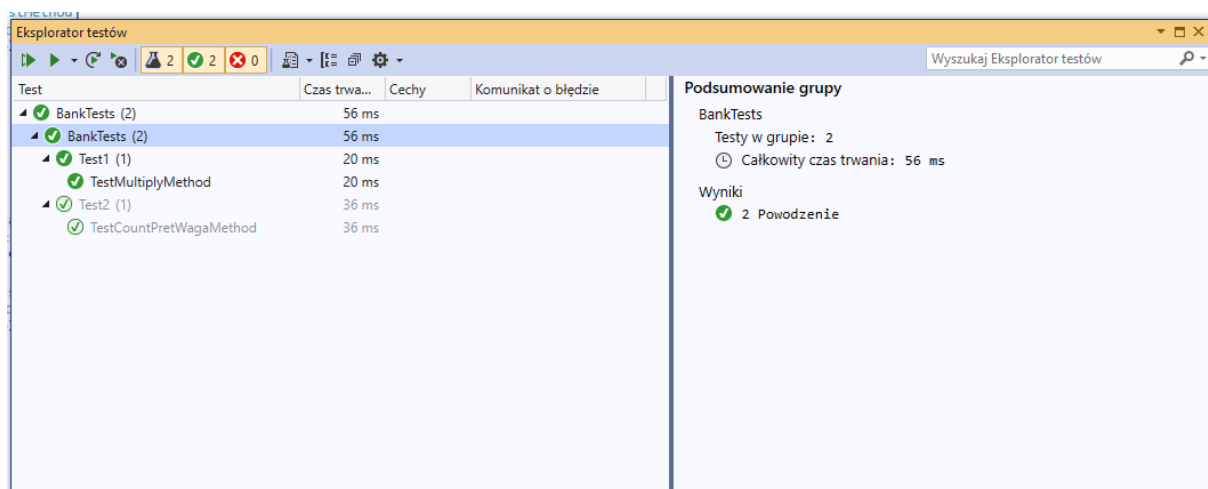 Eksplorator testów
2 2 0
Wyszukaj Eksplorator testów
Test Czas trwa... Cechy Komunikat o błędzie
BankTests (2) 56 ms
BankTests (2) 56 ms
Test1 (1) 20 ms
TestMultiplyMethod 20 ms
Test2 (1) 36 ms
TestCountPretWagaMethod 36 ms
Podsumowanie grupy
BankTests
Testy w grupie: 2
Całkowity czas trwania: 56 ms
Wyniki
2 Powodzenie